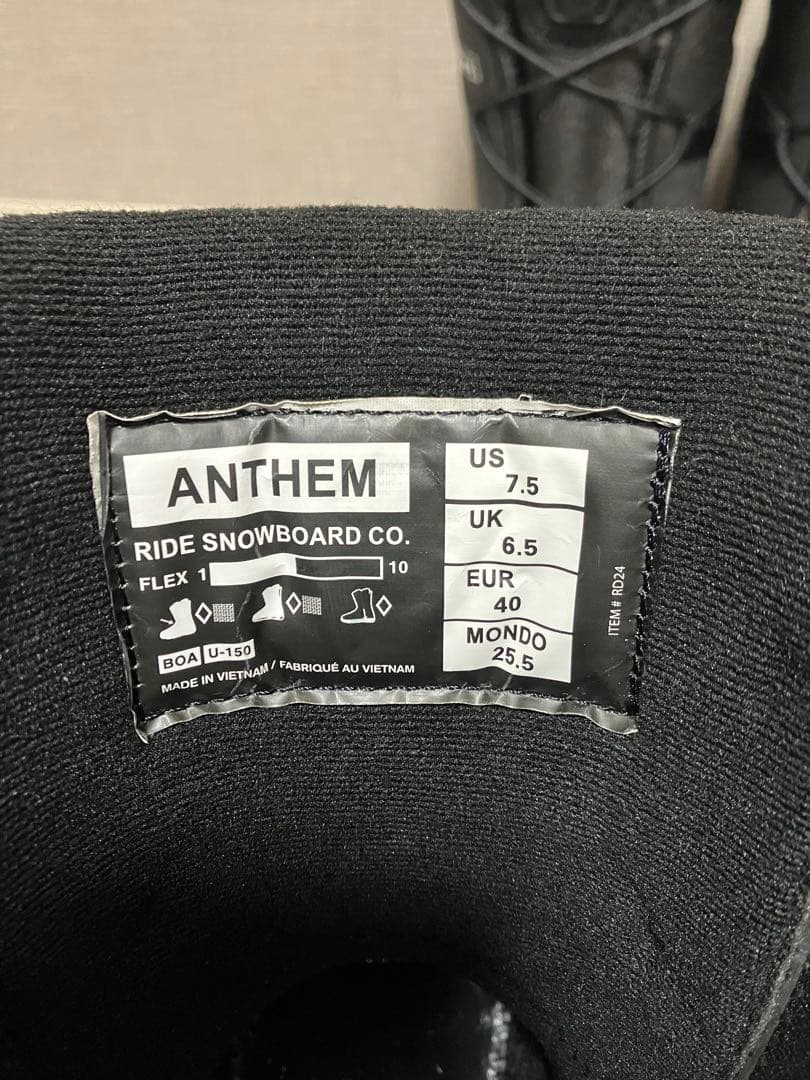 ANTHEM
RIDE SNOWBOARD CO.
FLEX 1 10
BOA U-150
MADE IN VIETNAM / FABRIQUÉ AU VIETNAM
US
7.5
UK
6.5
EUR
40
MONDO
25.5
ITEM# RD24